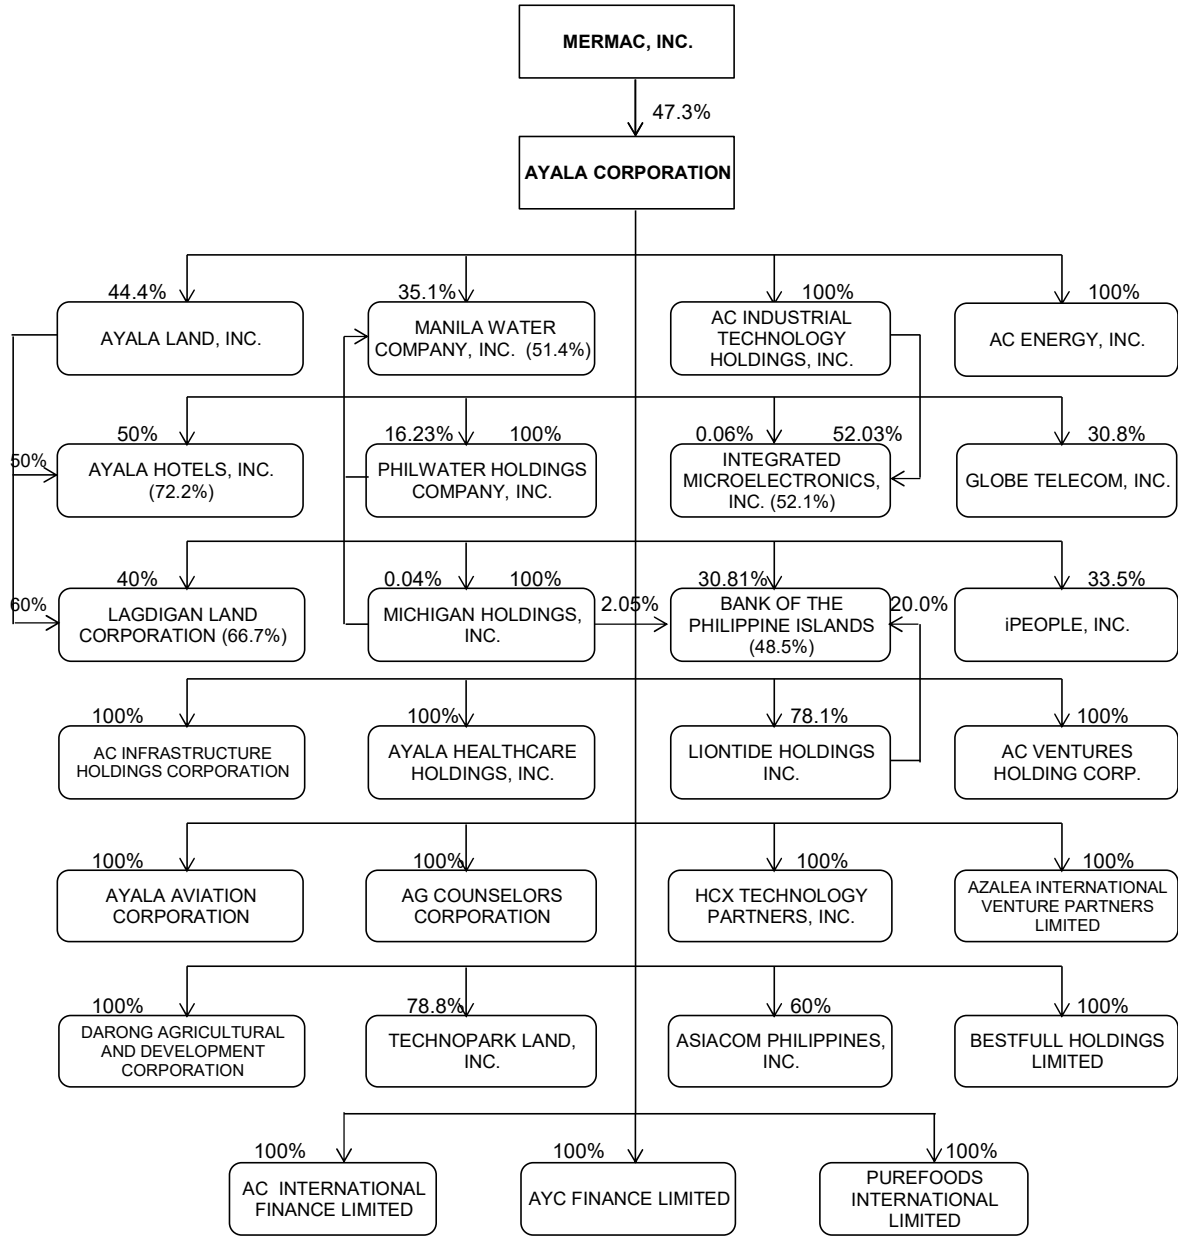 MERMAC, INC.
47.3%
AYALA CORPORATION
44.4%
35.1%
100%
100%
AYALA LAND, INC.
MANILA WATER
COMPANY, INC. (51.4%)
AC INDUSTRIAL
TECHNOLOGY
HOLDINGS, INC.
AC ENERGY, INC.
50%
16.23%
100%
0.06%
52.03%
30.8%
50%
AYALA HOTELS, INC.
(72.2%)
PHILWATER HOLDINGS
COMPANY, INC.
INTEGRATED
MICROELECTRONICS,
INC. (52.1%)
GLOBE TELECOM, INC.
40%
0.04%
100%
30.81%
33.5%
60%
2.05%
20.0%
LAGDIGAN LAND
CORPORATION (66.7%)
MICHIGAN HOLDINGS,
INC.
BANK OF THE
PHILIPPINE ISLANDS
(48.5%)
iPEOPLE, INC.
100%
100%
78.1%
100%
AC INFRASTRUCTURE
HOLDINGS CORPORATION
AYALA HEALTHCARE
HOLDINGS, INC.
LIONTIDE HOLDINGS
INC.
AC VENTURES
HOLDING CORP.
100%
100%
100%
100%
AYALA AVIATION
CORPORATION
AG COUNSELORS
CORPORATION
HCX TECHNOLOGY
PARTNERS, INC.
AZALEA INTERNATIONAL
VENTURE PARTNERS
LIMITED
100%
78.8%
60%
100%
DARONG AGRICULTURAL
AND DEVELOPMENT
CORPORATION
TECHNOPARK LAND,
INC.
ASIACOM PHILIPPINES,
INC.
BESTFULL HOLDINGS
LIMITED
100%
100%
100%
AC INTERNATIONAL
FINANCE LIMITED
AYC FINANCE LIMITED
PUREFOODS
INTERNATIONAL
LIMITED